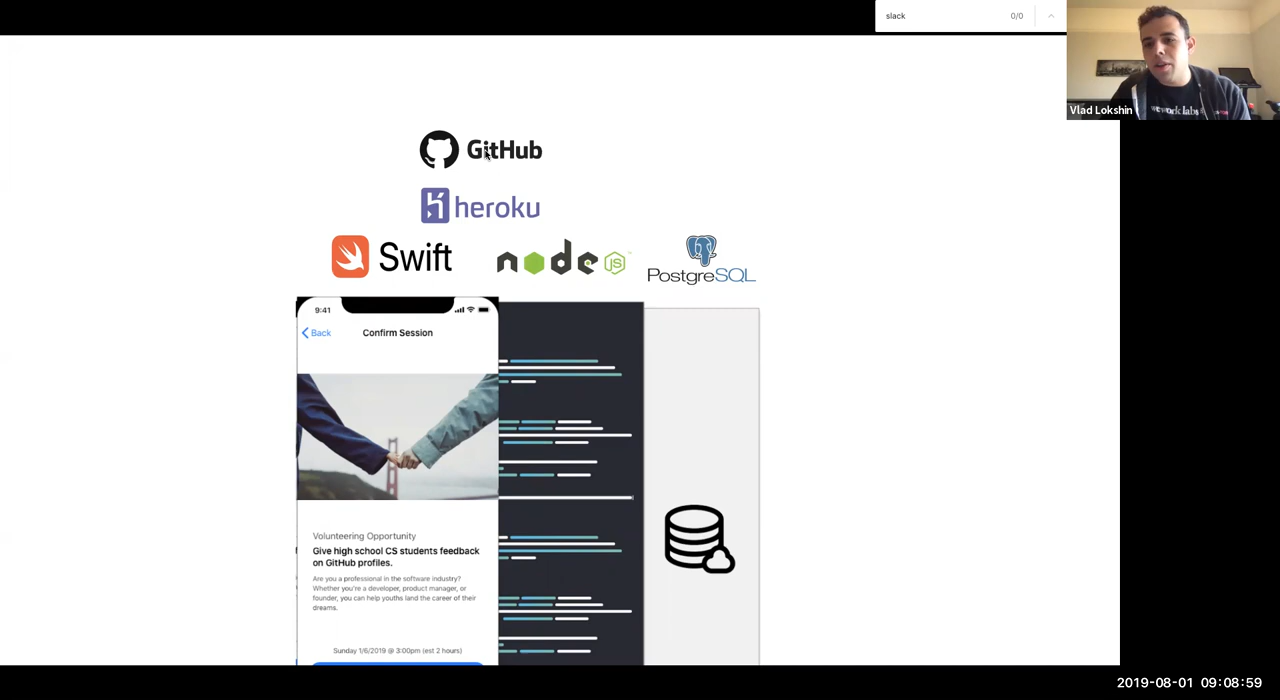 slack 0/0
Vlad Lokshin
we work labs
GitHub
heroku
Swift
node
JS
PostgreSQL
9:41
Back
Confirm Session
Volunteering Opportunity
Give high school CS students feedback
on GitHub profiles.
Are you a professional in the software industry?
Whether you're a developer, product manager, or
founder, you can help youths land the career of their
dreams.
Sunday 1/6/2019 @ 3:00pm (est 2 hours)
2019-08-01 09:08:59